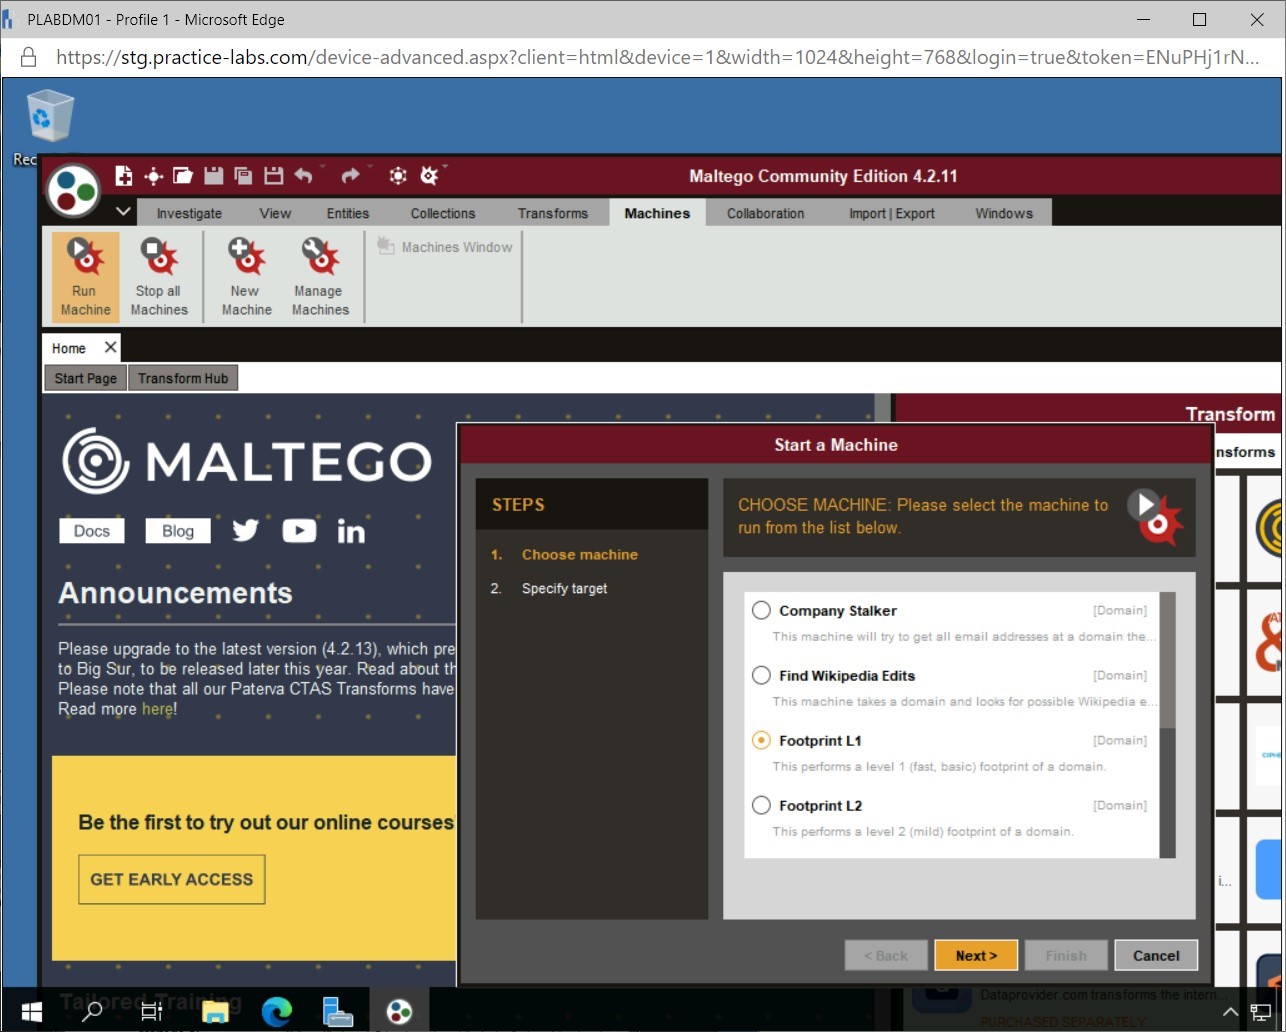 PLABDM01 - Profile 1 - Microsoft Edge
https://stg.practice-labs.com/device-advanced.aspx?client=html&device=1&width=1024&height=768&login=true&token=ENuPHj1rN...
Rec
Maltego Community Edition 4.2.11
Investigate View Entities Collections Transforms Machines Collaboration Import | Export Windows
Run Machine
Stop all Machines
New Machine
Manage Machines
Machines Window
Home
Start Page Transform Hub
MALTEGO
Docs Blog
Announcements
Please upgrade to the latest version (4.2.13), which pre
to Big Sur, to be released later this year. Read about th
Please note that all our Paterva CTAS Transforms have
Read more here!
Be the first to try out our online courses
GET EARLY ACCESS
Tailored Training
Transform
nsforms
Start a Machine
STEPS
1. Choose machine
2. Specify target
CHOOSE MACHINE: Please select the machine to
run from the list below.
Company Stalker [Domain]
This machine will try to get all email addresses at a domain the...
Find Wikipedia Edits [Domain]
This machine takes a domain and looks for possible Wikipedia e...
Footprint L1 [Domain]
This performs a level 1 (fast, basic) footprint of a domain.
Footprint L2 [Domain]
This performs a level 2 (mild) footprint of a domain.
< Back Next > Finish Cancel
i...
Dataprovider.com transforms the intern...
PURCHASED SEPARATELY